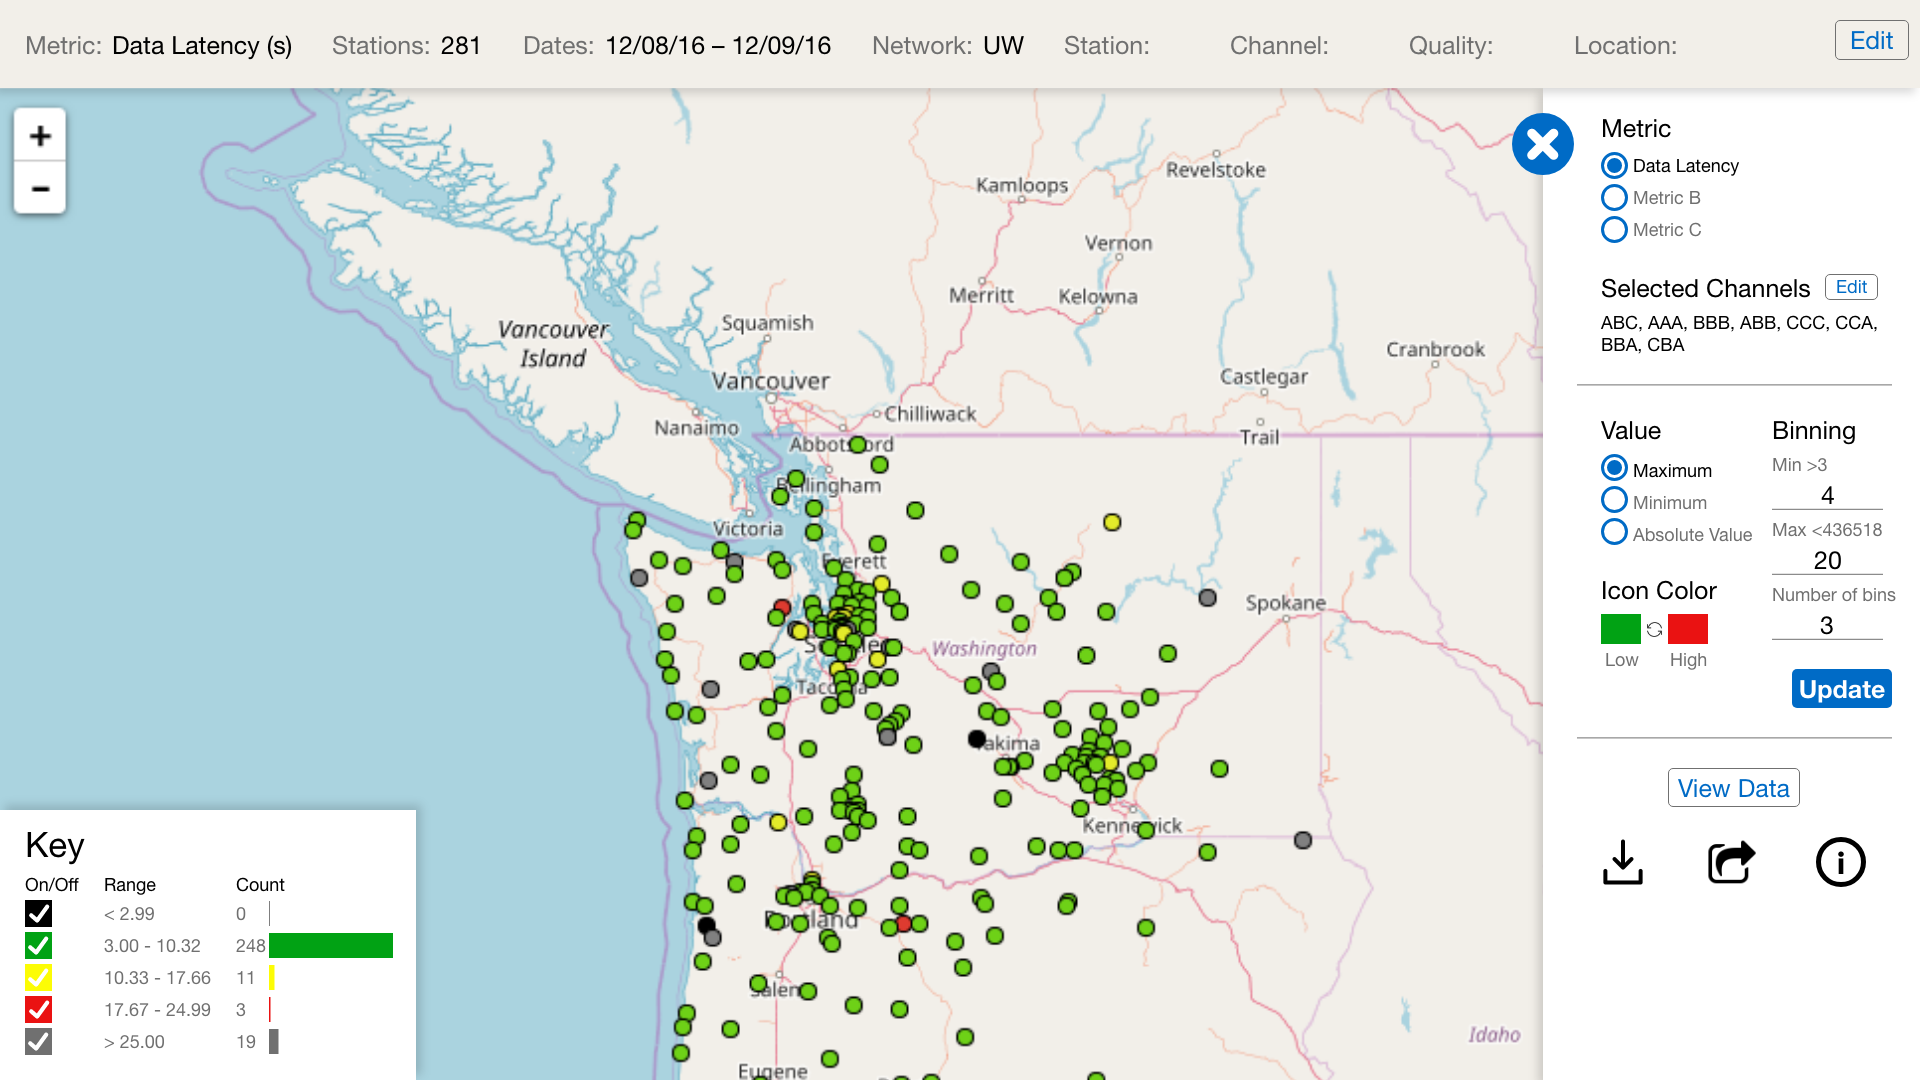 Metric: Data Latency (s) Stations: 281 Dates: 12/08/16 – 12/09/16 Network: UW Station: Channel: Quality: Location: Edit
+
−
Revelstoke
Kamloops
Vernon
Merritt
Kelowna
Squamish
Vancouver
Island
Cranbrook
Vancouver
Castlegar
Chilliwack
Nanaimo
Trail
Abbotsford
Bellingham
Victoria
Everett
Spokane
Washington
Seattle
Tacoma
Yakima
Kennewick
Portland
Salem
Idaho
Eugene
Metric
Data Latency
Metric B
Metric C
Selected Channels Edit
ABC, AAA, BBB, ABB, CCC, CCA,
BBA, CBA
Value
Maximum
Minimum
Absolute Value
Binning
Min >3
4
Max <436518
20
Number of bins
3
Icon Color
Low High
Update
View Data
i
Key
On/Off Range Count
< 2.99 0
3.00 - 10.32 248
10.33 - 17.66 11
17.67 - 24.99 3
> 25.00 19